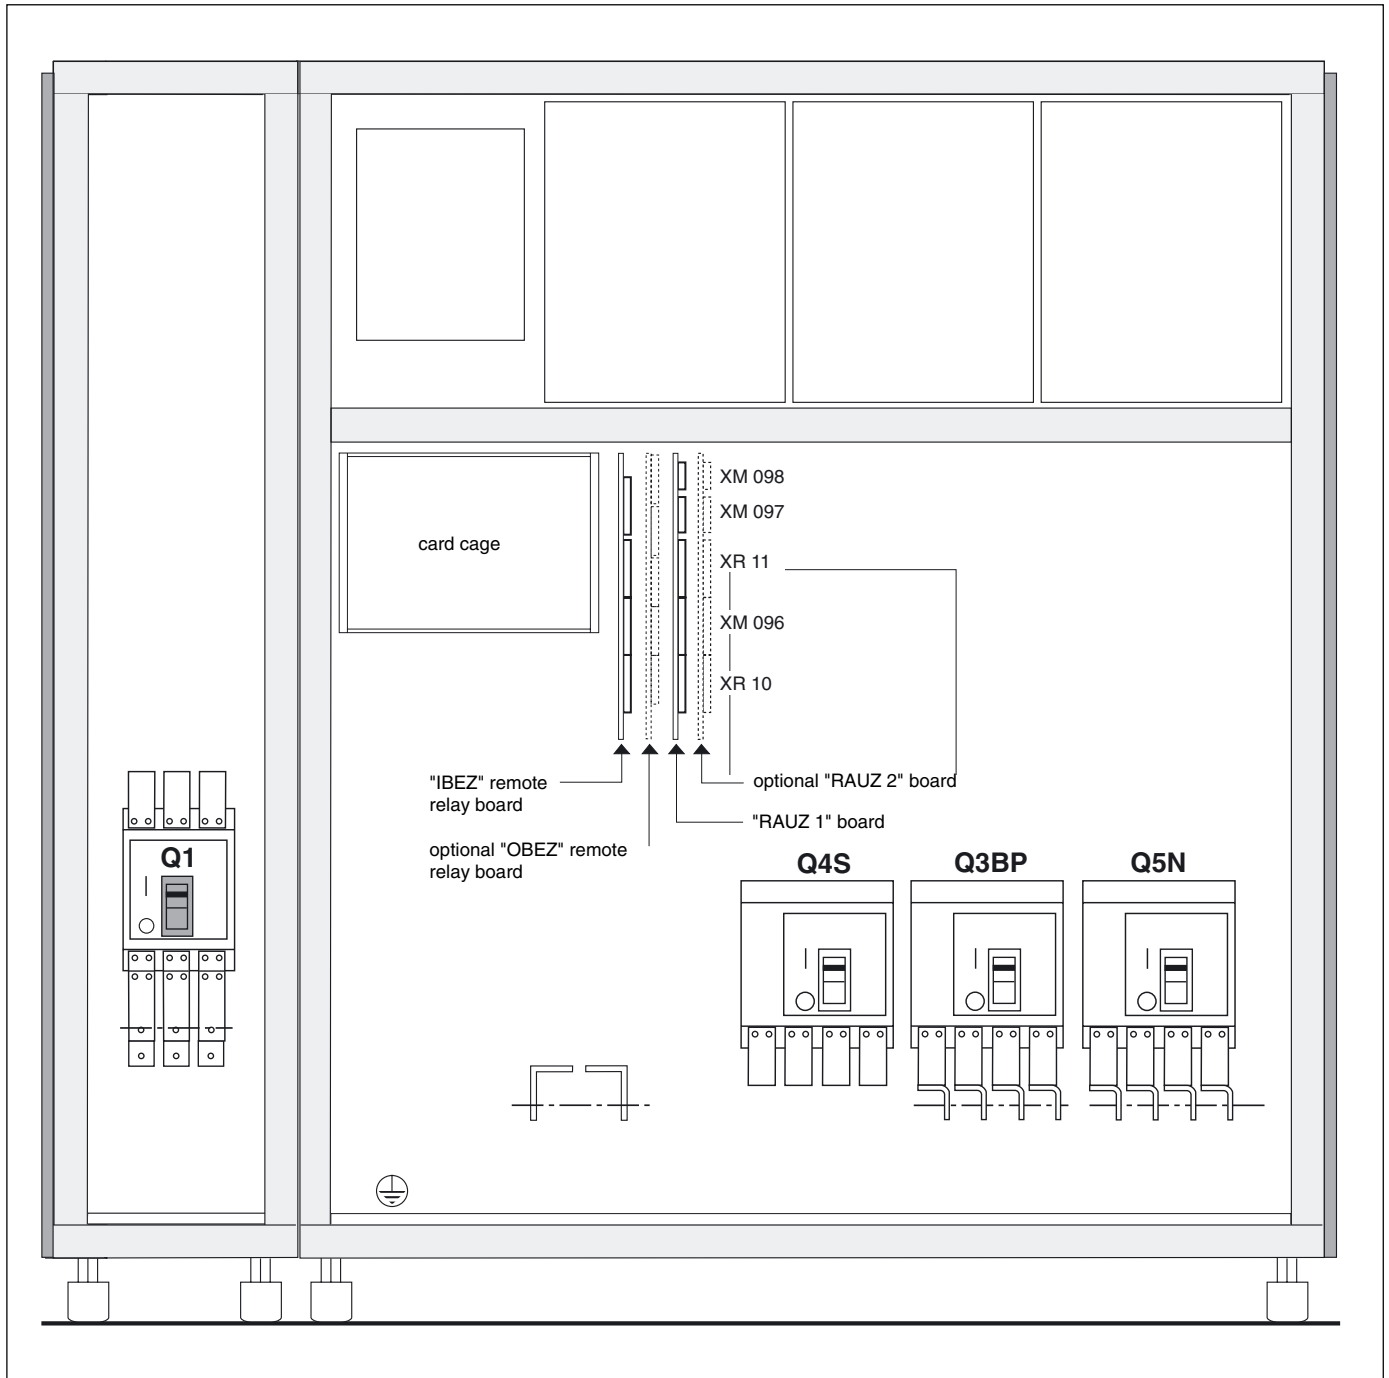 XM 098
XM 097
card cage
XR 11
XM 096
XR 10
"IBEZ" remote
relay board
optional "RAUZ 2" board
"RAUZ 1" board
optional "OBEZ" remote
relay board
Q1
Q4S
Q3BP
Q5N